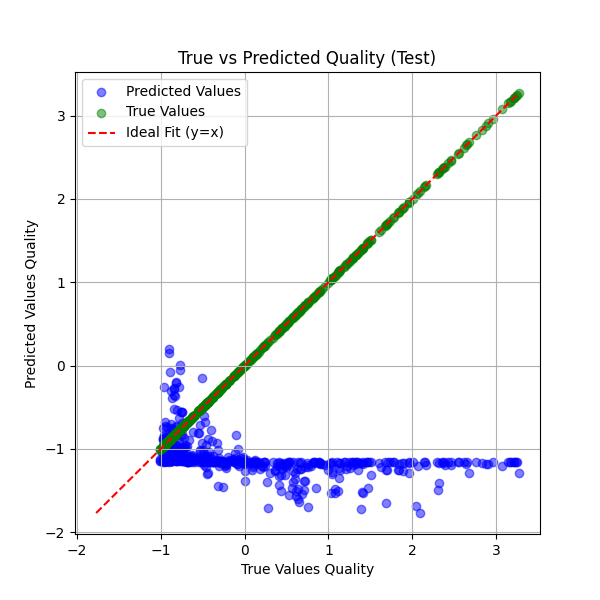 True vs Predicted Quality (Test)
Predicted Values
True Values
Ideal Fit (y=x)
Predicted Values Quality
3
2
1
0
−1
−2
−2
−1
0
1
2
3
True Values Quality